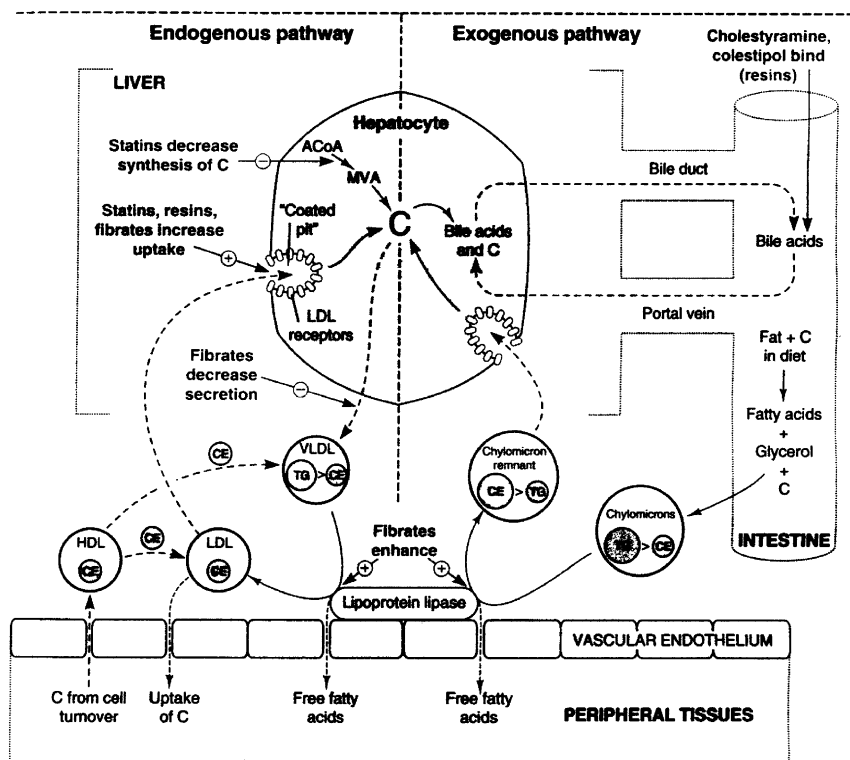 Endogenous pathway
Exogenous pathway
Cholestyramine,
colestipol bind
(resins)
LIVER
Hepatocyte
Statins decrease
synthesis of C
−
ACoA
MVA
Bile duct
Statins, resins,
fibrates increase
uptake
+
"Coated
pit"
C
Bile acids
and C
Bile acids
LDL
receptors
Portal vein
Fat + C
in diet
Fibrates
decrease
secretion
−
Fatty acids
+
Glycerol
+
C
CE
VLDL
TG > CE
Chylomicron
remnant
CE > TG
Chylomicrons
TG > CE
INTESTINE
HDL
CE
CE
LDL
CE
Fibrates
enhance
+
+
Lipoprotein lipase
VASCULAR ENDOTHELIUM
C from cell
turnover
Uptake
of C
Free fatty
acids
Free fatty
acids
PERIPHERAL TISSUES